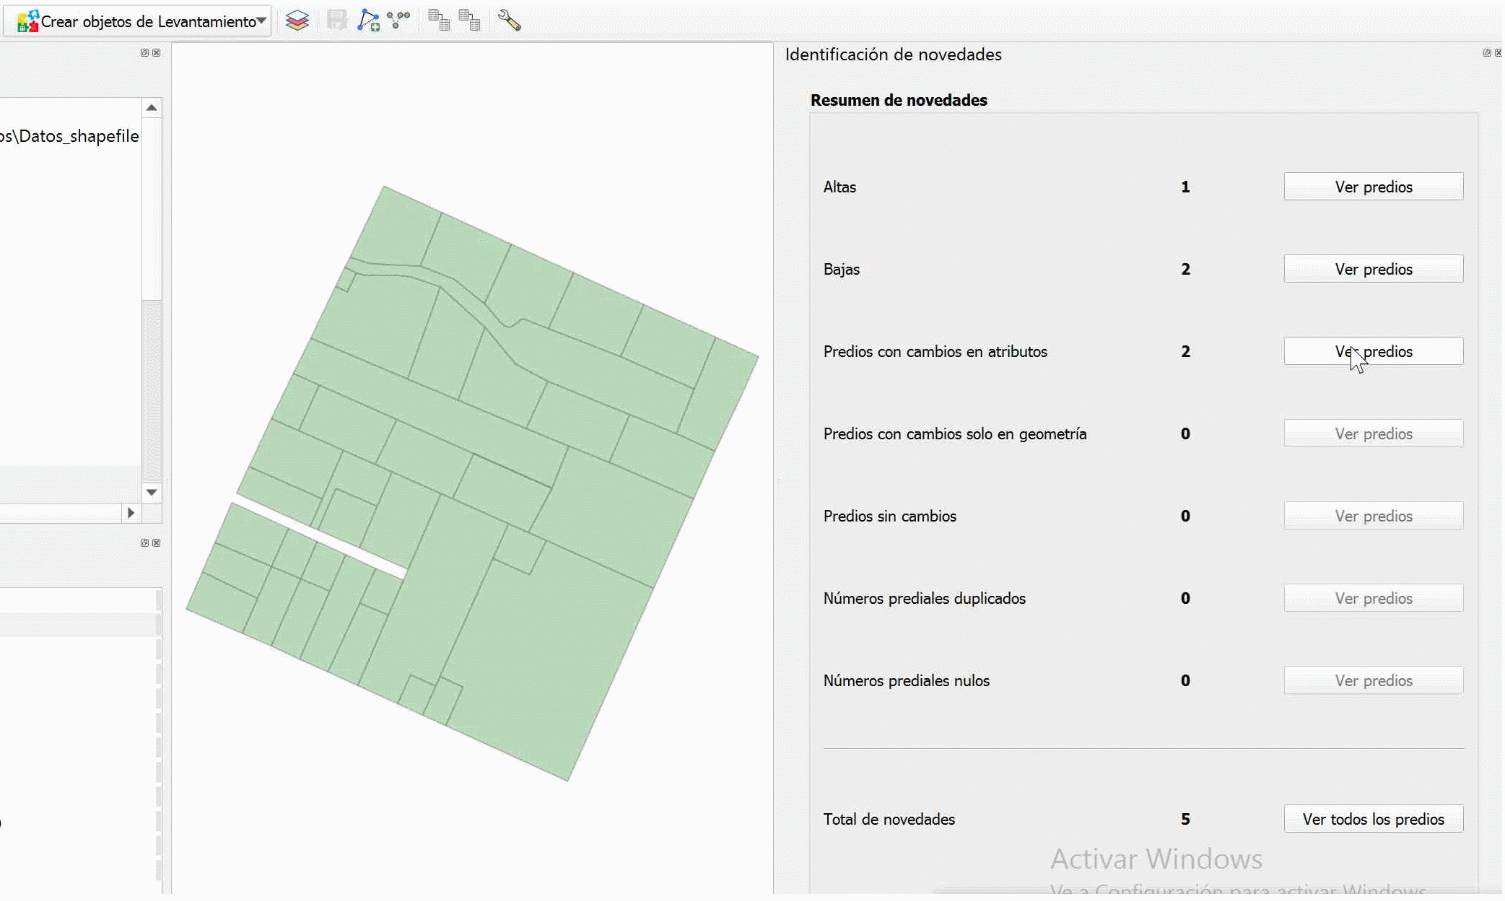 Crear objetos de Levantamiento
Identificación de novedades
Resumen de novedades
os\Datos_shapefile
Altas 1 Ver predios
Bajas 2 Ver predios
Predios con cambios en atributos 2 Ver predios
Predios con cambios solo en geometría 0 Ver predios
Predios sin cambios 0 Ver predios
Números prediales duplicados 0 Ver predios
Números prediales nulos 0 Ver predios
Total de novedades 5 Ver todos los predios
Activar Windows
Ve a Configuración para activar Windows